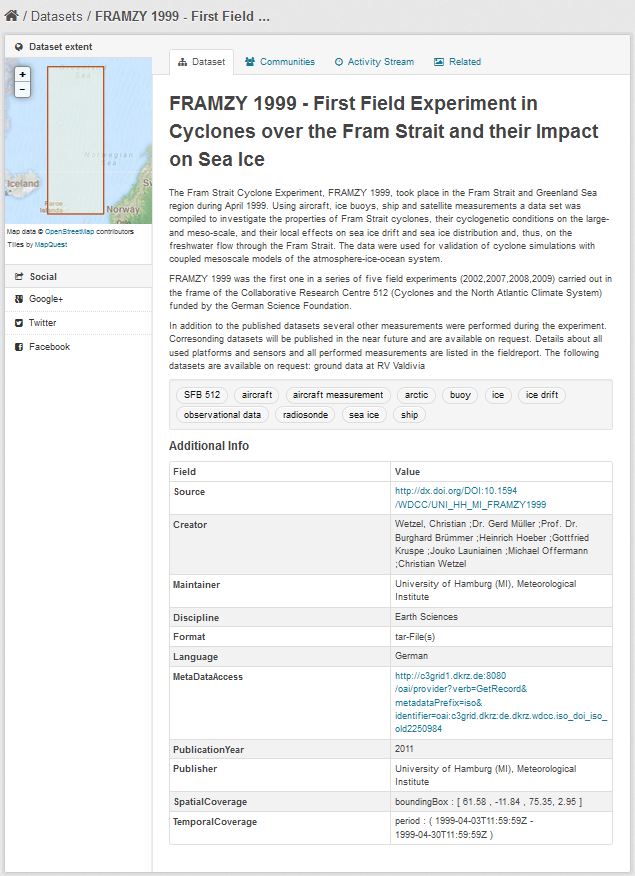 / Datasets / FRAMZY 1999 - First Field ...
Dataset extent
+
-
Greenland
Sea
Norwegian
Sea
Iceland
Faroe
Islands
Norway
Sv
Map data © OpenStreetMap contributors
Tiles by MapQuest
Social
Google+
Twitter
Facebook
Dataset
Communities
Activity Stream
Related
FRAMZY 1999 - First Field Experiment in
Cyclones over the Fram Strait and their Impact
on Sea Ice
The Fram Strait Cyclone Experiment, FRAMZY 1999, took place in the Fram Strait and Greenland Sea
region during April 1999. Using aircraft, ice buoys, ship and satellite measurements a data set was
compiled to investigate the properties of Fram Strait cyclones, their cyclogenetic conditions on the large-
and meso-scale, and their local effects on sea ice drift and sea ice distribution and, thus, on the
freshwater flow through the Fram Strait. The data were used for validation of cyclone simulations with
coupled mesoscale models of the atmosphere-ice-ocean system.
FRAMZY 1999 was the first one in a series of five field experiments (2002,2007,2008,2009) carried out in
the frame of the Collaborative Research Centre 512 (Cyclones and the North Atlantic Climate System)
funded by the German Science Foundation.
In addition to the published datasets several other measurements were performed during the experiment.
Corresonding datasets will be published in the near future and are available on request. Details about all
used platforms and sensors and all performed measurements are listed in the fieldreport. The following
datasets are available on request: ground data at RV Valdivia
SFB 512 aircraft aircraft measurement arctic buoy ice ice drift
observational data radiosonde sea ice ship
Additional Info
Field Value
Source http://dx.doi.org/DOI:10.1594
/WDCC/UNI_HH_MI_FRAMZY1999
Creator Wetzel, Christian ;Dr. Gerd Müller ;Prof. Dr.
Burghard Brümmer ;Heinrich Hoeber ;Gottfried
Kruspe ;Jouko Launiainen ;Michael Offermann
;Christian Wetzel
Maintainer University of Hamburg (MI), Meteorological
Institute
Discipline Earth Sciences
Format tar-File(s)
Language German
MetaDataAccess http://c3grid1.dkrz.de:8080
/oai/provider?verb=GetRecord&
metadataPrefix=iso&
identifier=oai:c3grid.dkrz:de.dkrz.wdcc.iso_doi_iso_
old2250984
PublicationYear 2011
Publisher University of Hamburg (MI), Meteorological
Institute
SpatialCoverage boundingBox : [ 61.58 , -11.84 , 75.35, 2.95 ]
TemporalCoverage period : ( 1999-04-03T11:59:59Z -
1999-04-30T11:59:59Z )